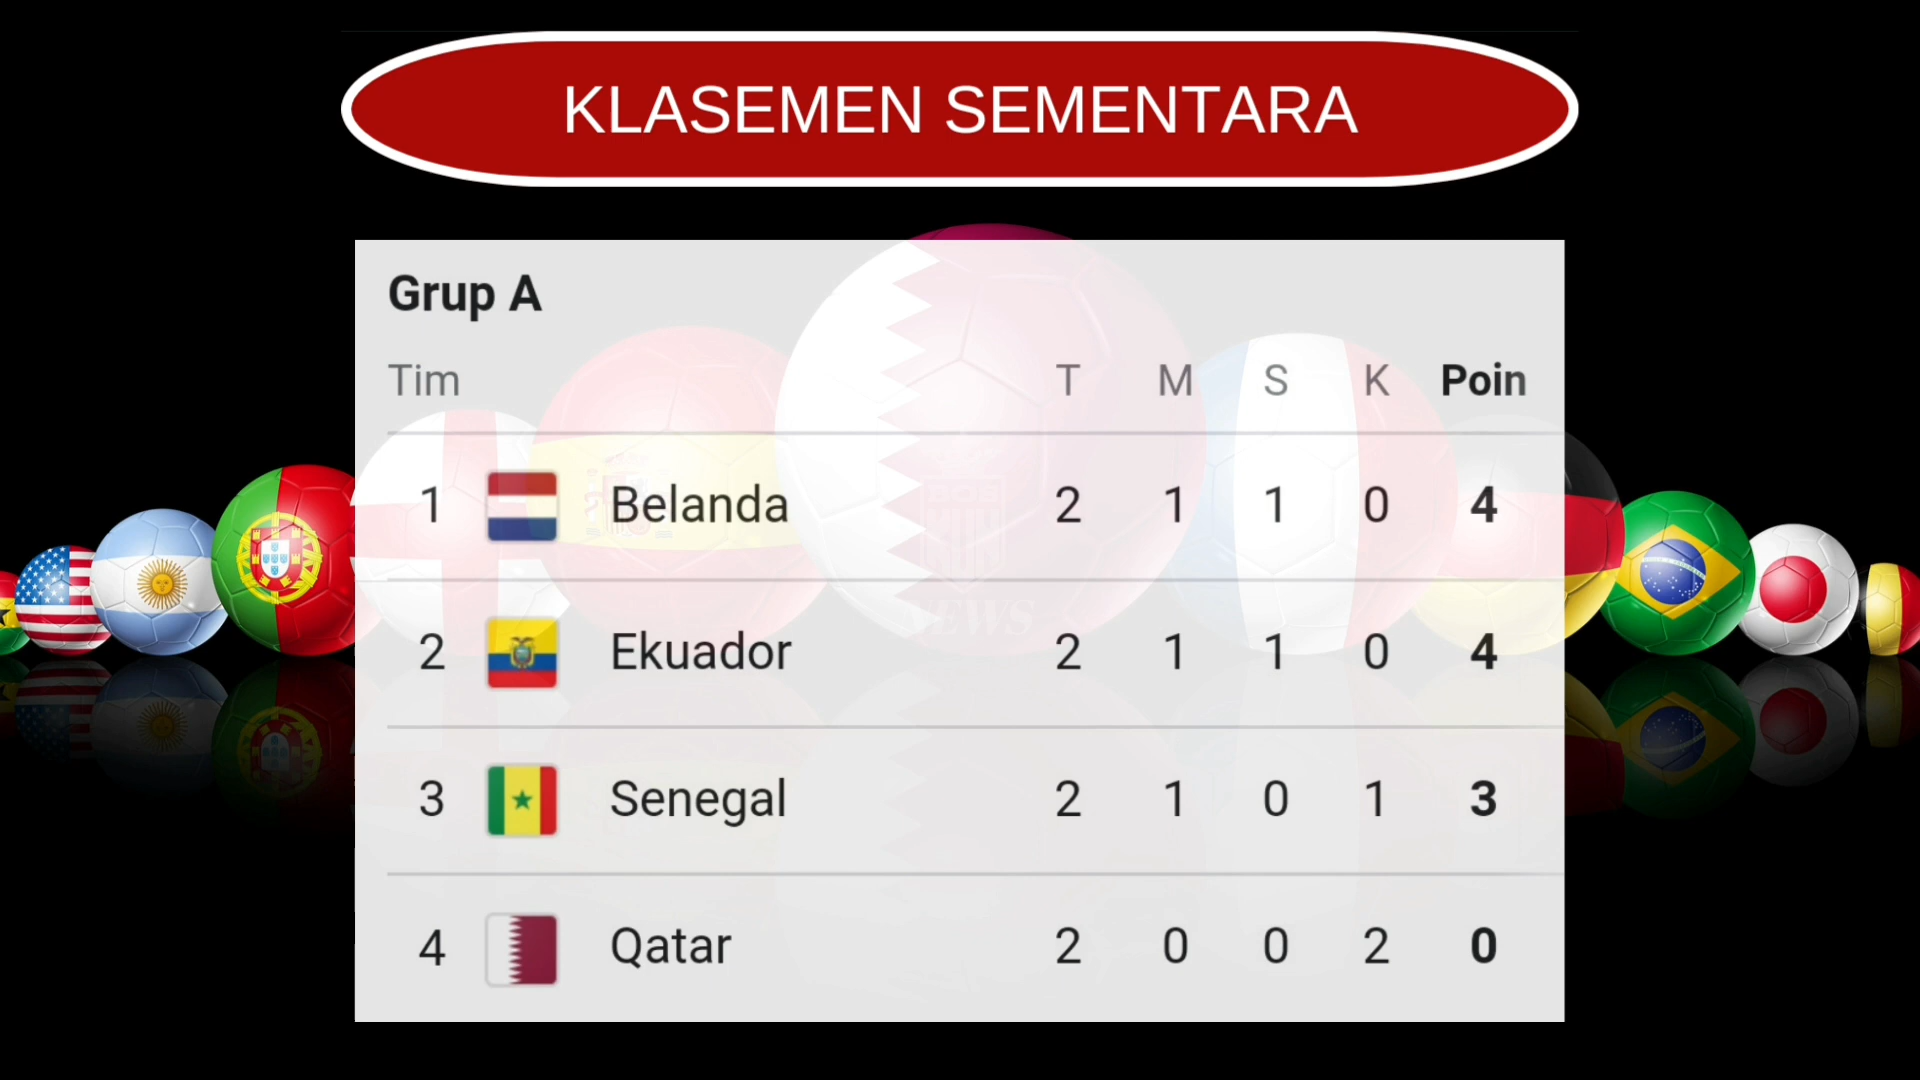 KLASEMEN SEMENTARA
Grup A
Tim T M S K Poin
1 Belanda 2 1 1 0 4
2 Ekuador 2 1 1 0 4
3 Senegal 2 1 0 1 3
4 Qatar 2 0 0 2 0
NEWS